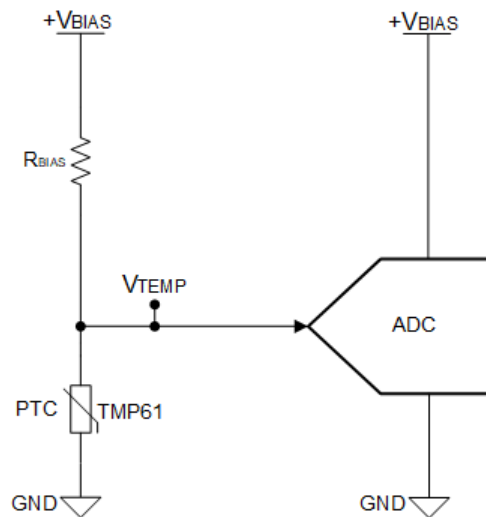 +VBIAS +VBIAS
RBIAS
VTEMP
ADC
PTC TMP61
GND GND